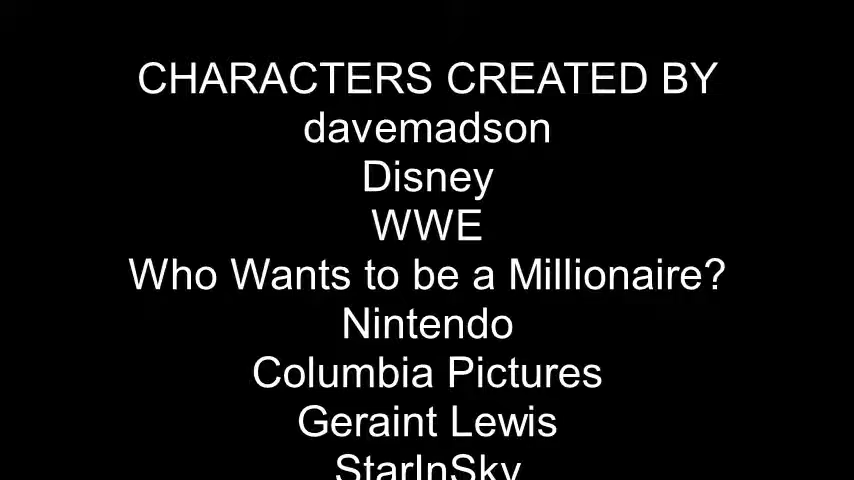 CHARACTERS CREATED BY
davemadson
Disney
WWE
Who Wants to be a Millionaire?
Nintendo
Columbia Pictures
Geraint Lewis
StarInSky